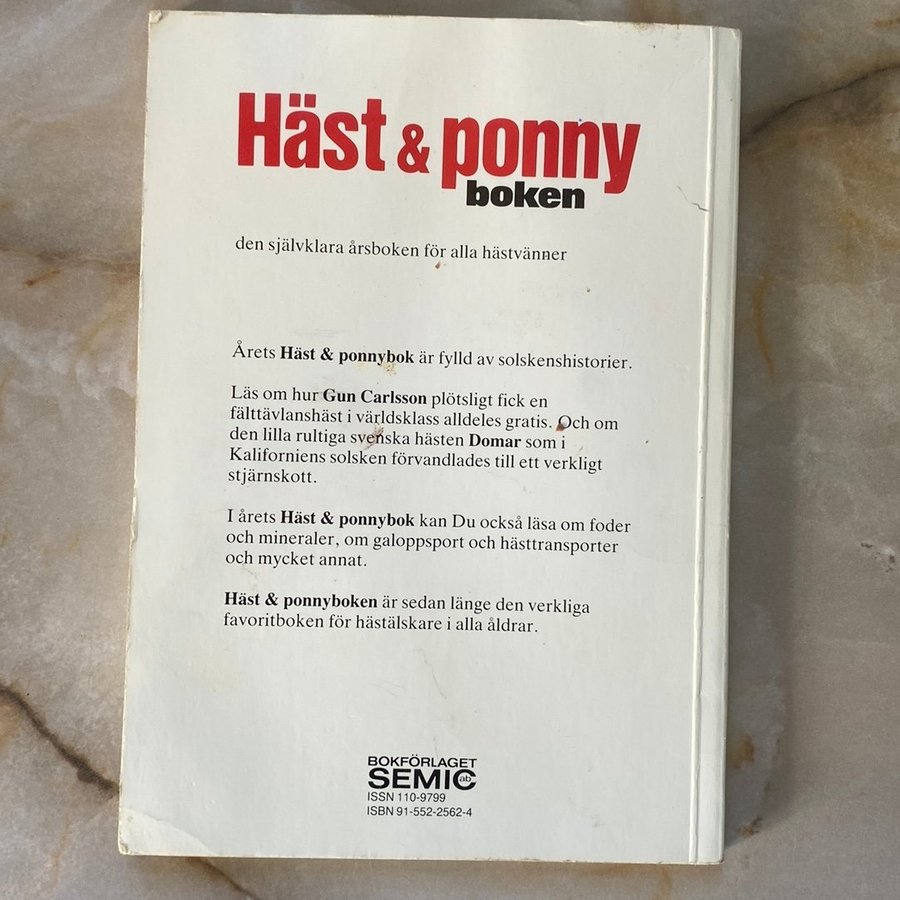 Häst & ponny
boken
den självklara årsboken för alla hästvänner
Årets Häst & ponnybok är fylld av solskenshistorier.
Läs om hur Gun Carlsson plötsligt fick en
fälttävlanshäst i världsklass alldeles gratis. Och om
den lilla rultiga svenska hästen Domar som i
Kaliforniens solsken förvandlades till ett verkligt
stjärnskott.
I årets Häst & ponnybok kan Du också läsa om foder
och mineraler, om galoppsport och hästtransporter
och mycket annat.
Häst & ponnyboken är sedan länge den verkliga
favoritboken för hästälskare i alla åldrar.
BOKFÖRLAGET
SEMIC ab
ISSN 110-9799
ISBN 91-552-2562-4